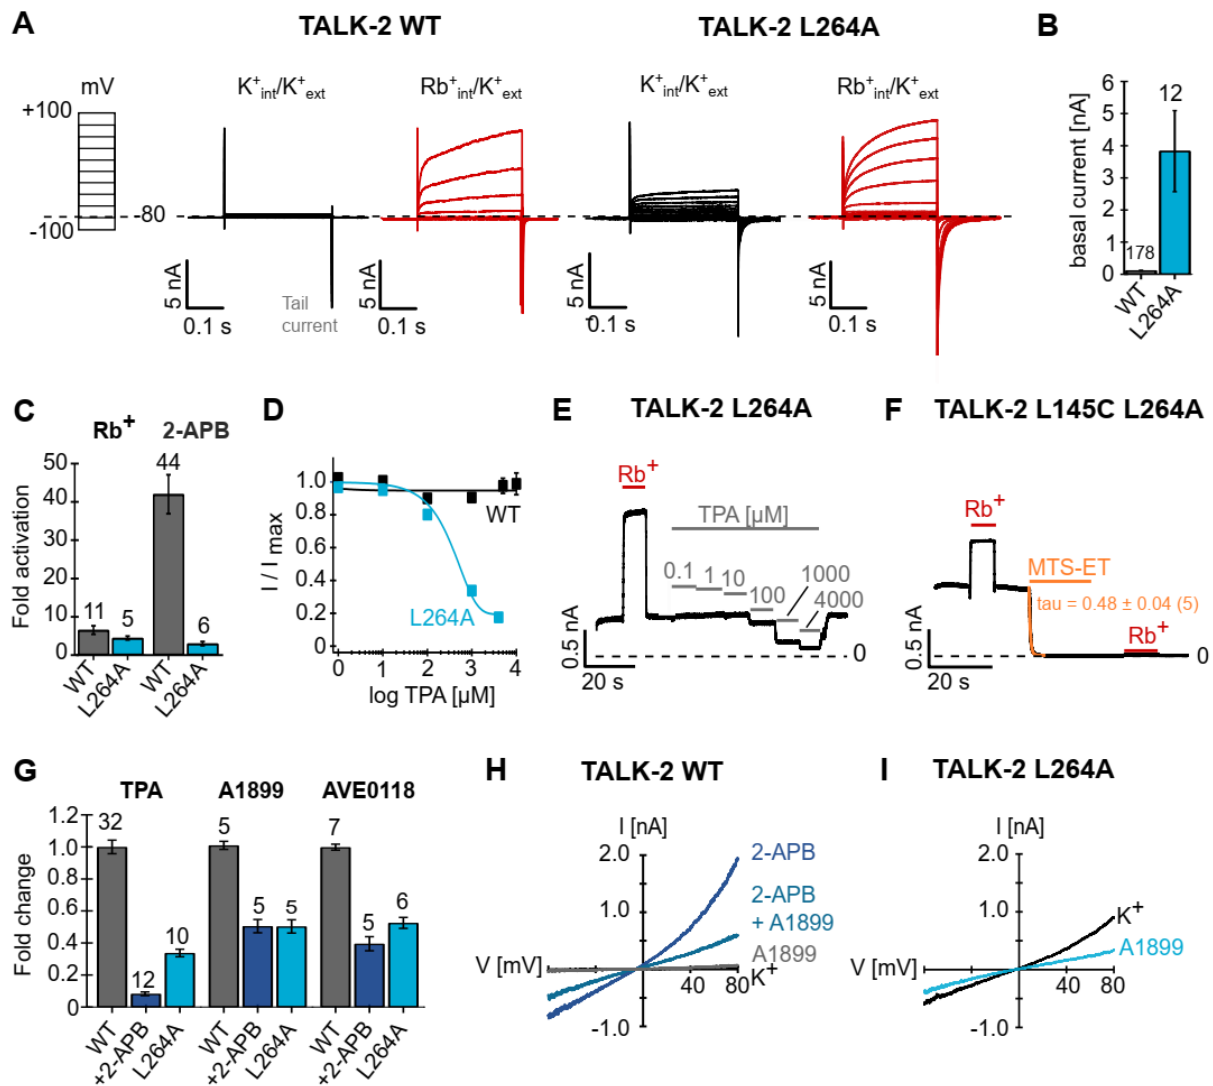 A
TALK-2 WT
TALK-2 L264A
B
mV
+100
-80
-100
K+int/K+ext
Rb+int/K+ext
K+int/K+ext
Rb+int/K+ext
5 nA
0.1 s
Tail
current
5 nA
0.1 s
5 nA
0.1 s
5 nA
0.1 s
basal current [nA]
6
5
4
3
2
1
0
178
12
WT
L264A
C
Rb+
2-APB
Fold activation
50
40
30
20
10
0
11
5
44
6
WT
L264A
WT
L264A
D
I / I max
1.0
0.8
0.6
0.4
0.2
0
WT
L264A
0
1
2
3
4
log TPA [µM]
E
TALK-2 L264A
Rb+
TPA [µM]
0.1
1
10
100
1000
4000
0
0.5 nA
20 s
F
TALK-2 L145C L264A
Rb+
MTS-ET
tau = 0.48 ± 0.04 (5)
Rb+
0
0.5 nA
20 s
G
TPA
A1899
AVE0118
Fold change
1.2
1.0
0.8
0.6
0.4
0.2
0
32
12
10
5
5
5
7
5
6
WT
+2-APB
L264A
WT
+2-APB
L264A
WT
+2-APB
L264A
H
TALK-2 WT
I [nA]
2.0
1.0
-1.0
V [mV]
40
80
2-APB
2-APB
+ A1899
A1899
K+
I
TALK-2 L264A
I [nA]
2.0
1.0
-1.0
V [mV]
40
80
K+
A1899